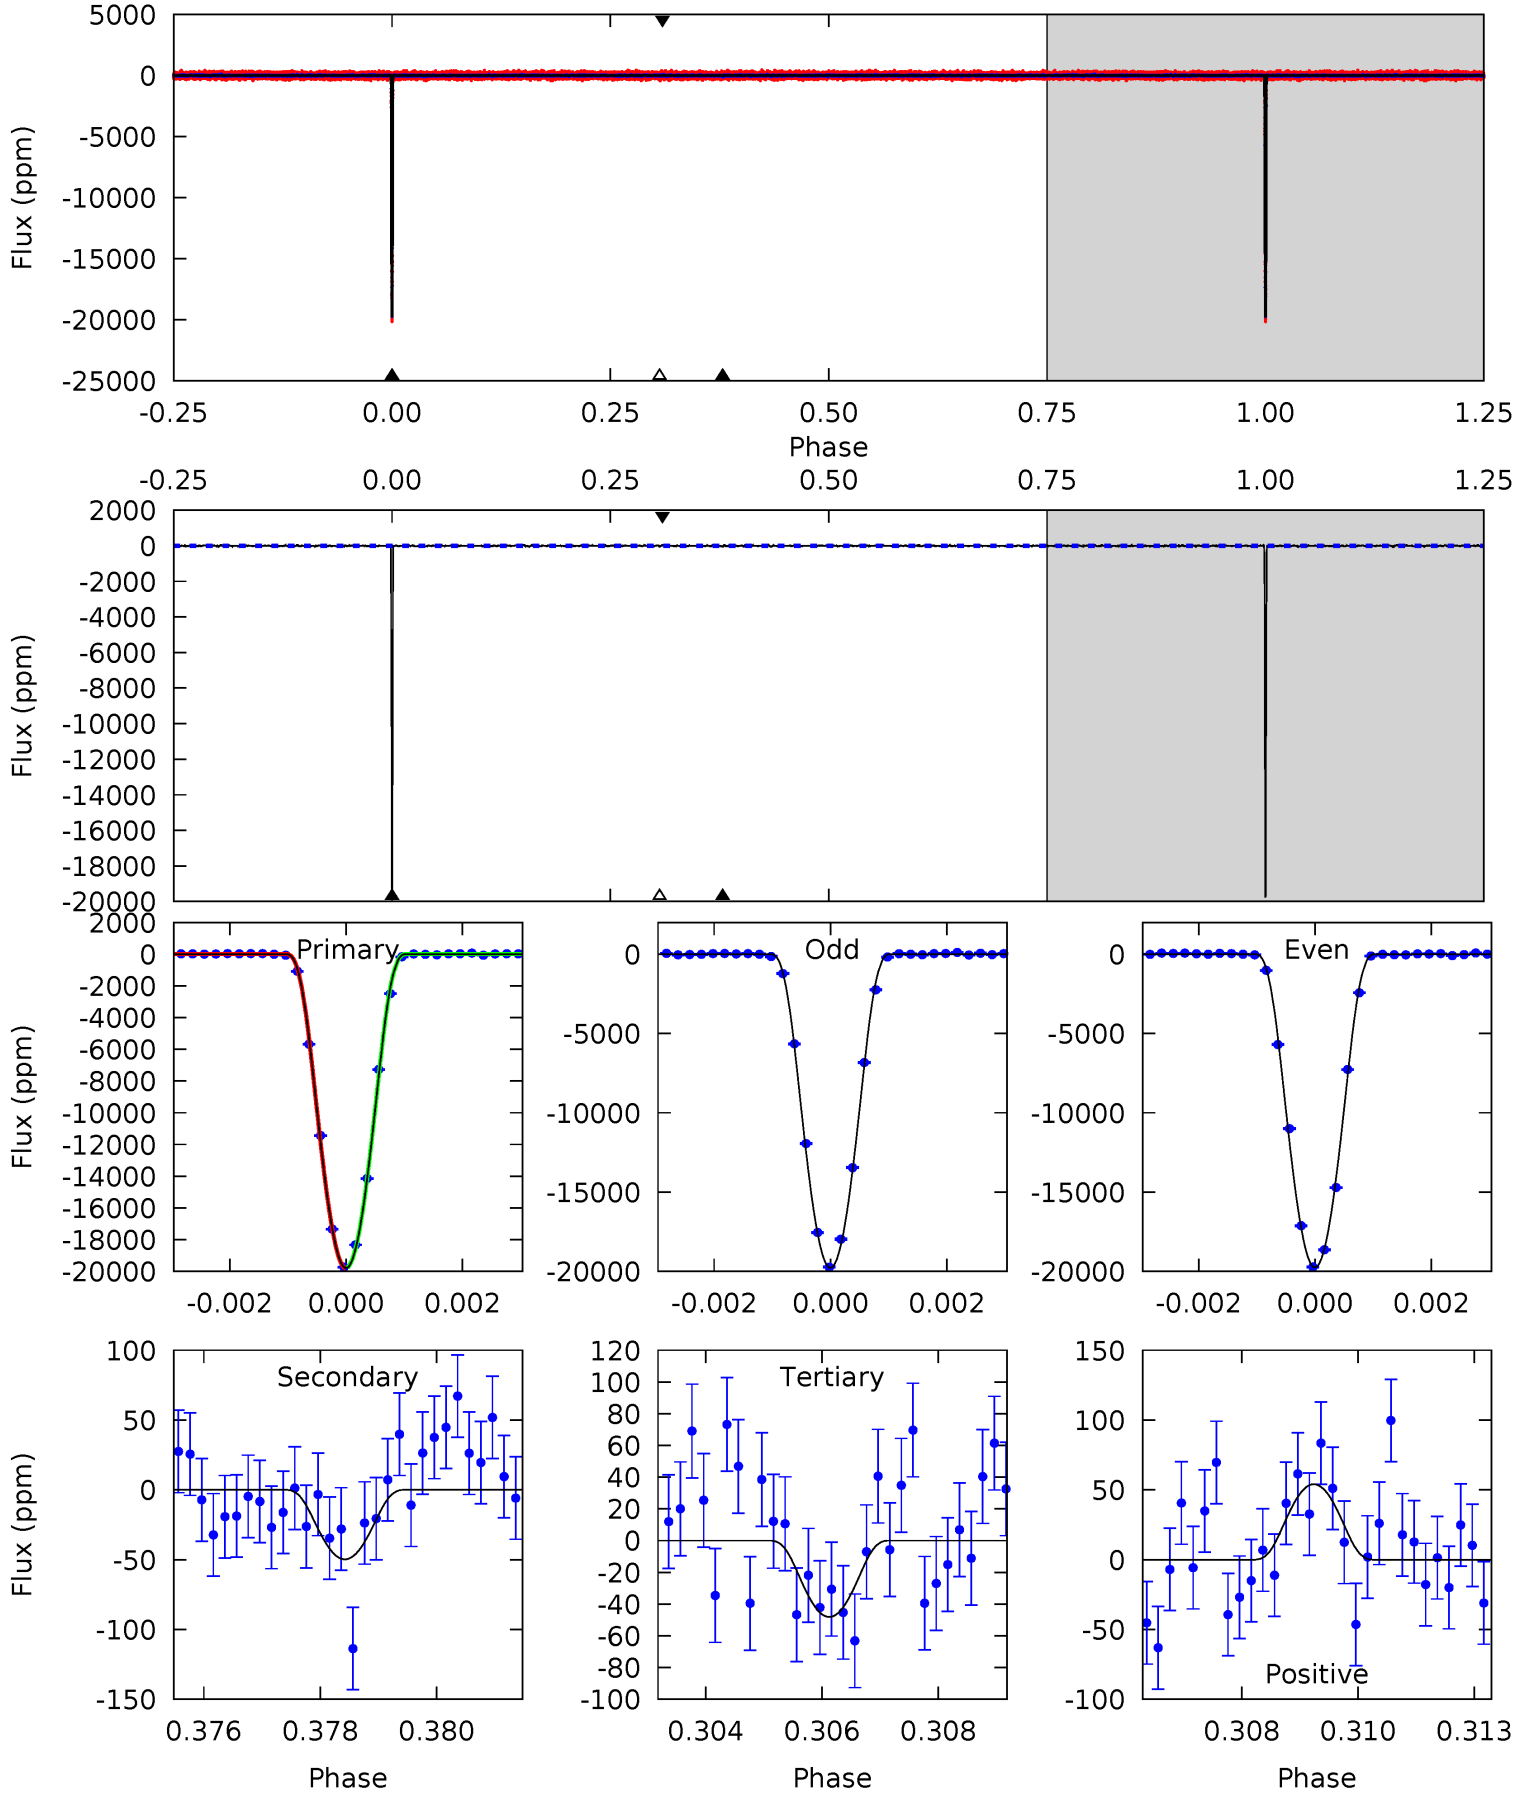 5000
0
-5000
-10000
-15000
-20000
-25000
Flux (ppm)
-0.25 0.00 0.25 0.50 0.75 1.00 1.25
Phase
-0.25 0.00 0.25 0.50 0.75 1.00 1.25
2000
0
-2000
-4000
-6000
-8000
-10000
-12000
-14000
-16000
-18000
-20000
Flux (ppm)
2000
0
-2000
-4000
-6000
-8000
-10000
-12000
-14000
-16000
-18000
-20000
Flux (ppm)
Primary
-0.002 0.000 0.002
0
-5000
-10000
-15000
-20000
Odd
-0.002 0.000 0.002
0
-5000
-10000
-15000
-20000
Even
-0.002 0.000 0.002
100
50
0
-50
-100
-150
Flux (ppm)
Secondary
0.376 0.378 0.380
Phase
120
100
80
60
40
20
0
-20
-40
-60
-80
-100
Tertiary
0.304 0.306 0.308
Phase
150
100
50
0
-50
-100
Positive
0.308 0.310 0.313
Phase